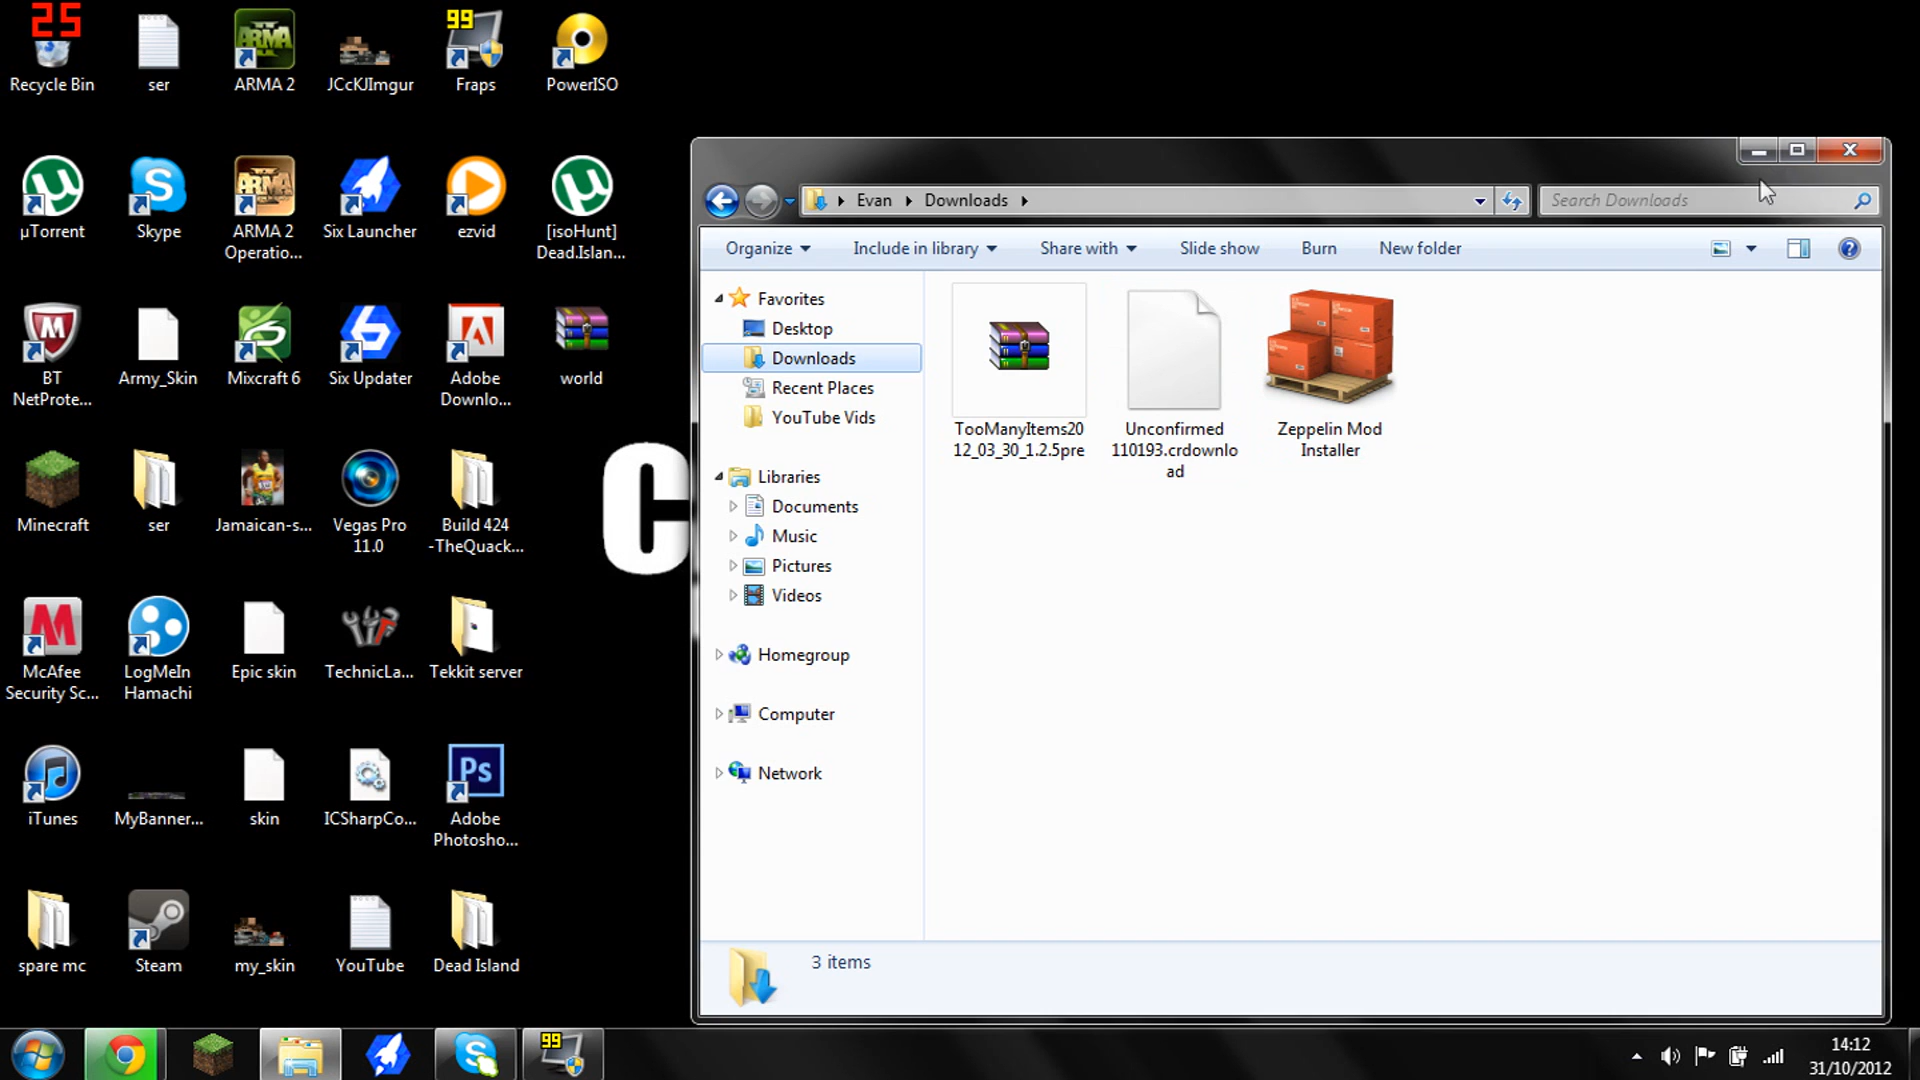 25
99
Recycle Bin
ser
ARMA 2
JCcKJImgur
Fraps
PowerISO
µTorrent
Skype
ARMA 2
Operatio...
Six Launcher
ezvid
[isoHunt]
Dead.Islan...
BT
NetProte...
Army_Skin
Mixcraft 6
Six Updater
Adobe
Downlo...
world
Minecraft
ser
Jamaican-s...
Vegas Pro
11.0
Build 424
-TheQuack...
C
McAfee
Security Sc...
LogMeIn
Hamachi
Epic skin
TechnicLa...
Tekkit server
iTunes
MyBanner...
skin
ICSharpCo...
Ps
Adobe
Photosho...
spare mc
Steam
my_skin
YouTube
Dead Island
Evan
Downloads
Search Downloads
Organize
Include in library
Share with
Slide show
Burn
New folder
Favorites
Desktop
Downloads
Recent Places
YouTube Vids
Libraries
Documents
Music
Pictures
Videos
Homegroup
Computer
Network
TooManyItems20
12_03_30_1.2.5pre
Unconfirmed
110193.crdownlo
ad
Zeppelin Mod
Installer
3 items
99
14:12
31/10/2012